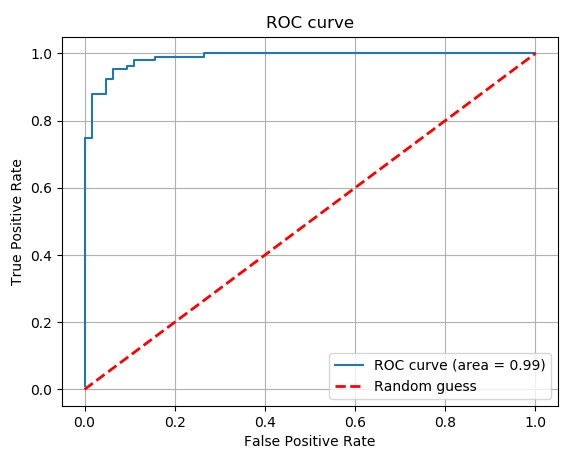 ROC curve
1.0
0.8
0.6
0.4
0.2
0.0
True Positive Rate
0.0 0.2 0.4 0.6 0.8 1.0
False Positive Rate
ROC curve (area = 0.99)
Random guess